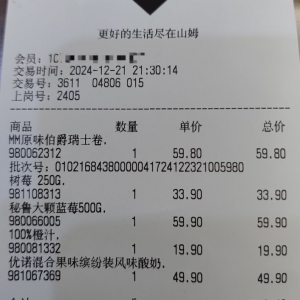 更好的生活尽在山姆
会员：1C
交易时间：2024-12-21 21:30:14
交易号：3611 04806 015
上岗号：2405
商品 数量 单价 总价
MM原味伯爵瑞士卷.
980062312 1 59.80 59.80
批次号：01021684380000041724122321005980
树莓 250G.
981108313 1 33.90 33.90
秘鲁大颗蓝莓500G.
980066005 1 59.90 59.90
100%橙汁.
980081332 1 19.90 19.90
优诺混合果味缤纷装风味酸奶.
981067369 1 49.90 49.90